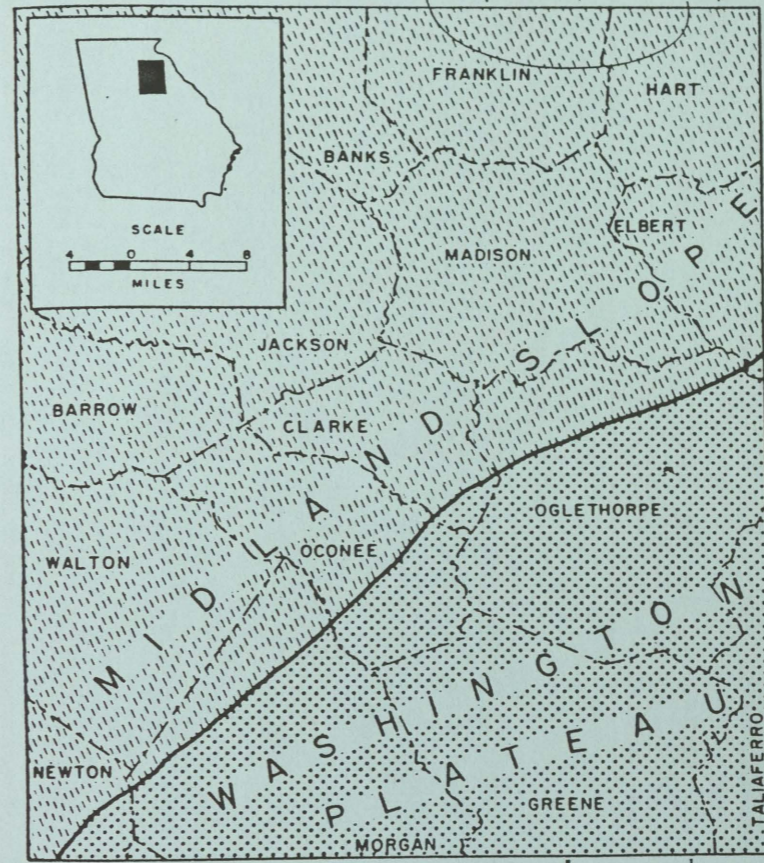 FRANKLIN
HART
BANKS
SCALE
4 0 4 8
MILES
ELBERT
MADISON
JACKSON
BARROW
CLARKE
MIDLAND SLOPE
OGLETHORPE
OCONEE
WALTON
WASHINGTON
PLATEAU
NEWTON
GREENE
MORGAN
TALIAFERRO